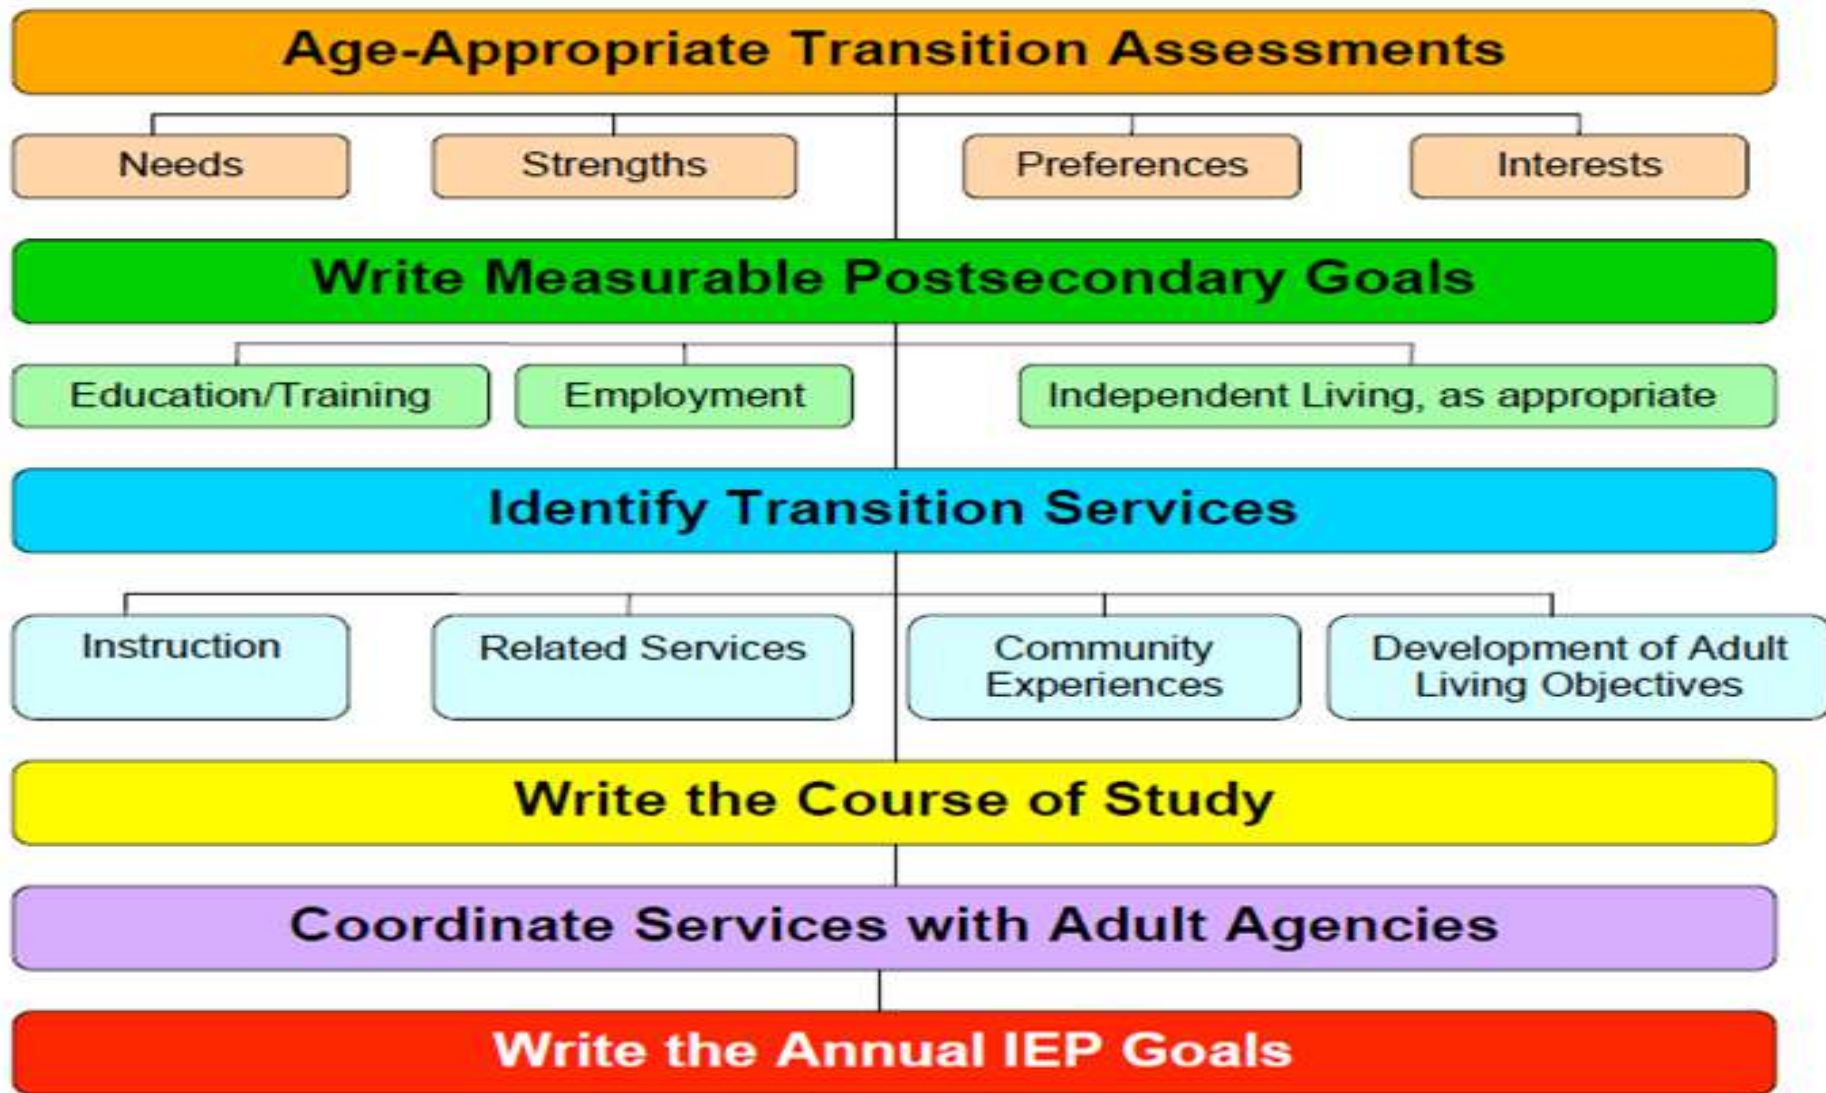 Age-Appropriate Transition Assessments
Needs
Strengths
Preferences
Interests
Write Measurable Postsecondary Goals
Education/Training
Employment
Independent Living, as appropriate
Identify Transition Services
Instruction
Related Services
Community
Experiences
Development of Adult
Living Objectives
Write the Course of Study
Coordinate Services with Adult Agencies
Write the Annual IEP Goals